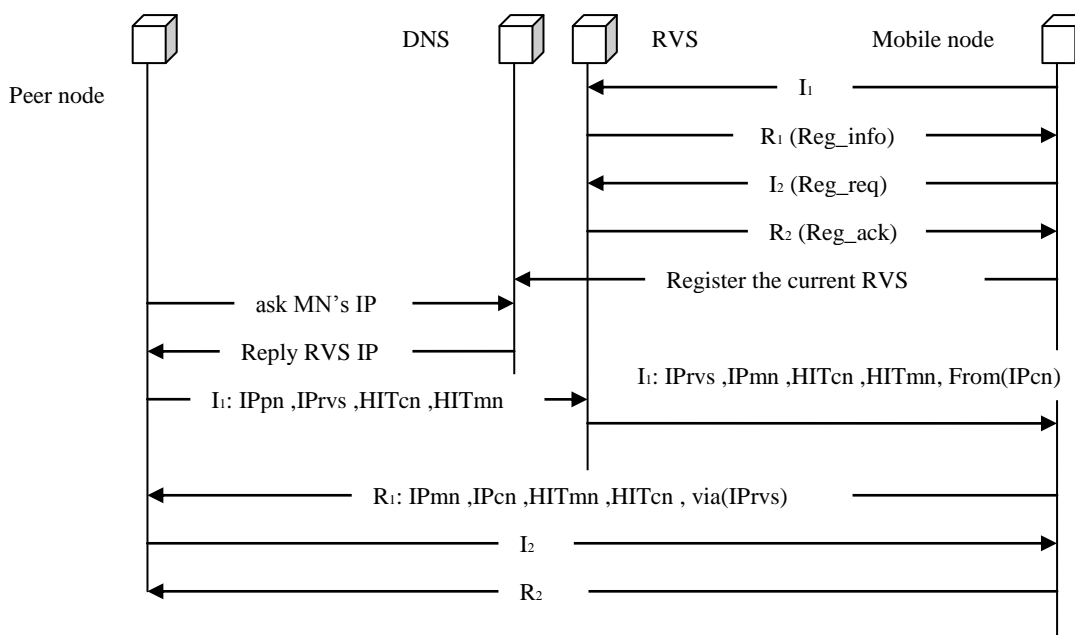 DNS
RVS
Mobile node
Peer node
I₁
R₁ (Reg_info)
I₂ (Reg_req)
R₂ (Reg_ack)
Register the current RVS
ask MN’s IP
Reply RVS IP
I₁: IPrvs ,IPmn ,HITcn ,HITmn, From(IPcn)
I₁: IPpn ,IPrvs ,HITcn ,HITmn
R₁: IPmn ,IPcn ,HITmn ,HITcn , via(IPrvs)
I₂
R₂